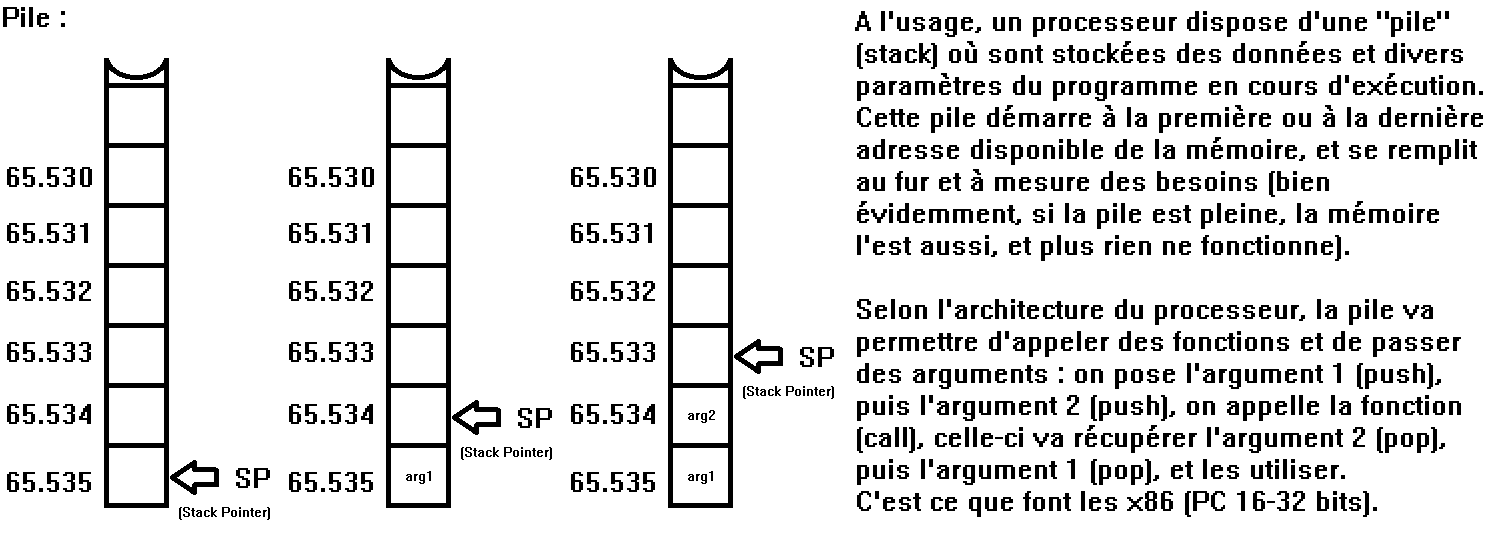 Pile :
65.530
65.531
65.532
65.533
65.534
65.535
SP
(Stack Pointer)
65.530
65.531
65.532
65.533
65.534
65.535
arg1
SP
(Stack Pointer)
65.530
65.531
65.532
65.533
65.534
65.535
arg2
arg1
SP
(Stack Pointer)
A l'usage, un processeur dispose d'une "pile"
(stack) où sont stockées des données et divers
paramètres du programme en cours d'exécution.
Cette pile démarre à la première ou à la dernière
adresse disponible de la mémoire, et se remplit
au fur et à mesure des besoins (bien
évidemment, si la pile est pleine, la mémoire
l'est aussi, et plus rien ne fonctionne).
Selon l'architecture du processeur, la pile va
permettre d'appeler des fonctions et de passer
des arguments : on pose l'argument 1 (push),
puis l'argument 2 (push), on appelle la fonction
(call), celle-ci va récupérer l'argument 2 (pop),
puis l'argument 1 (pop), et les utiliser.
C'est ce que font les x86 (PC 16-32 bits).